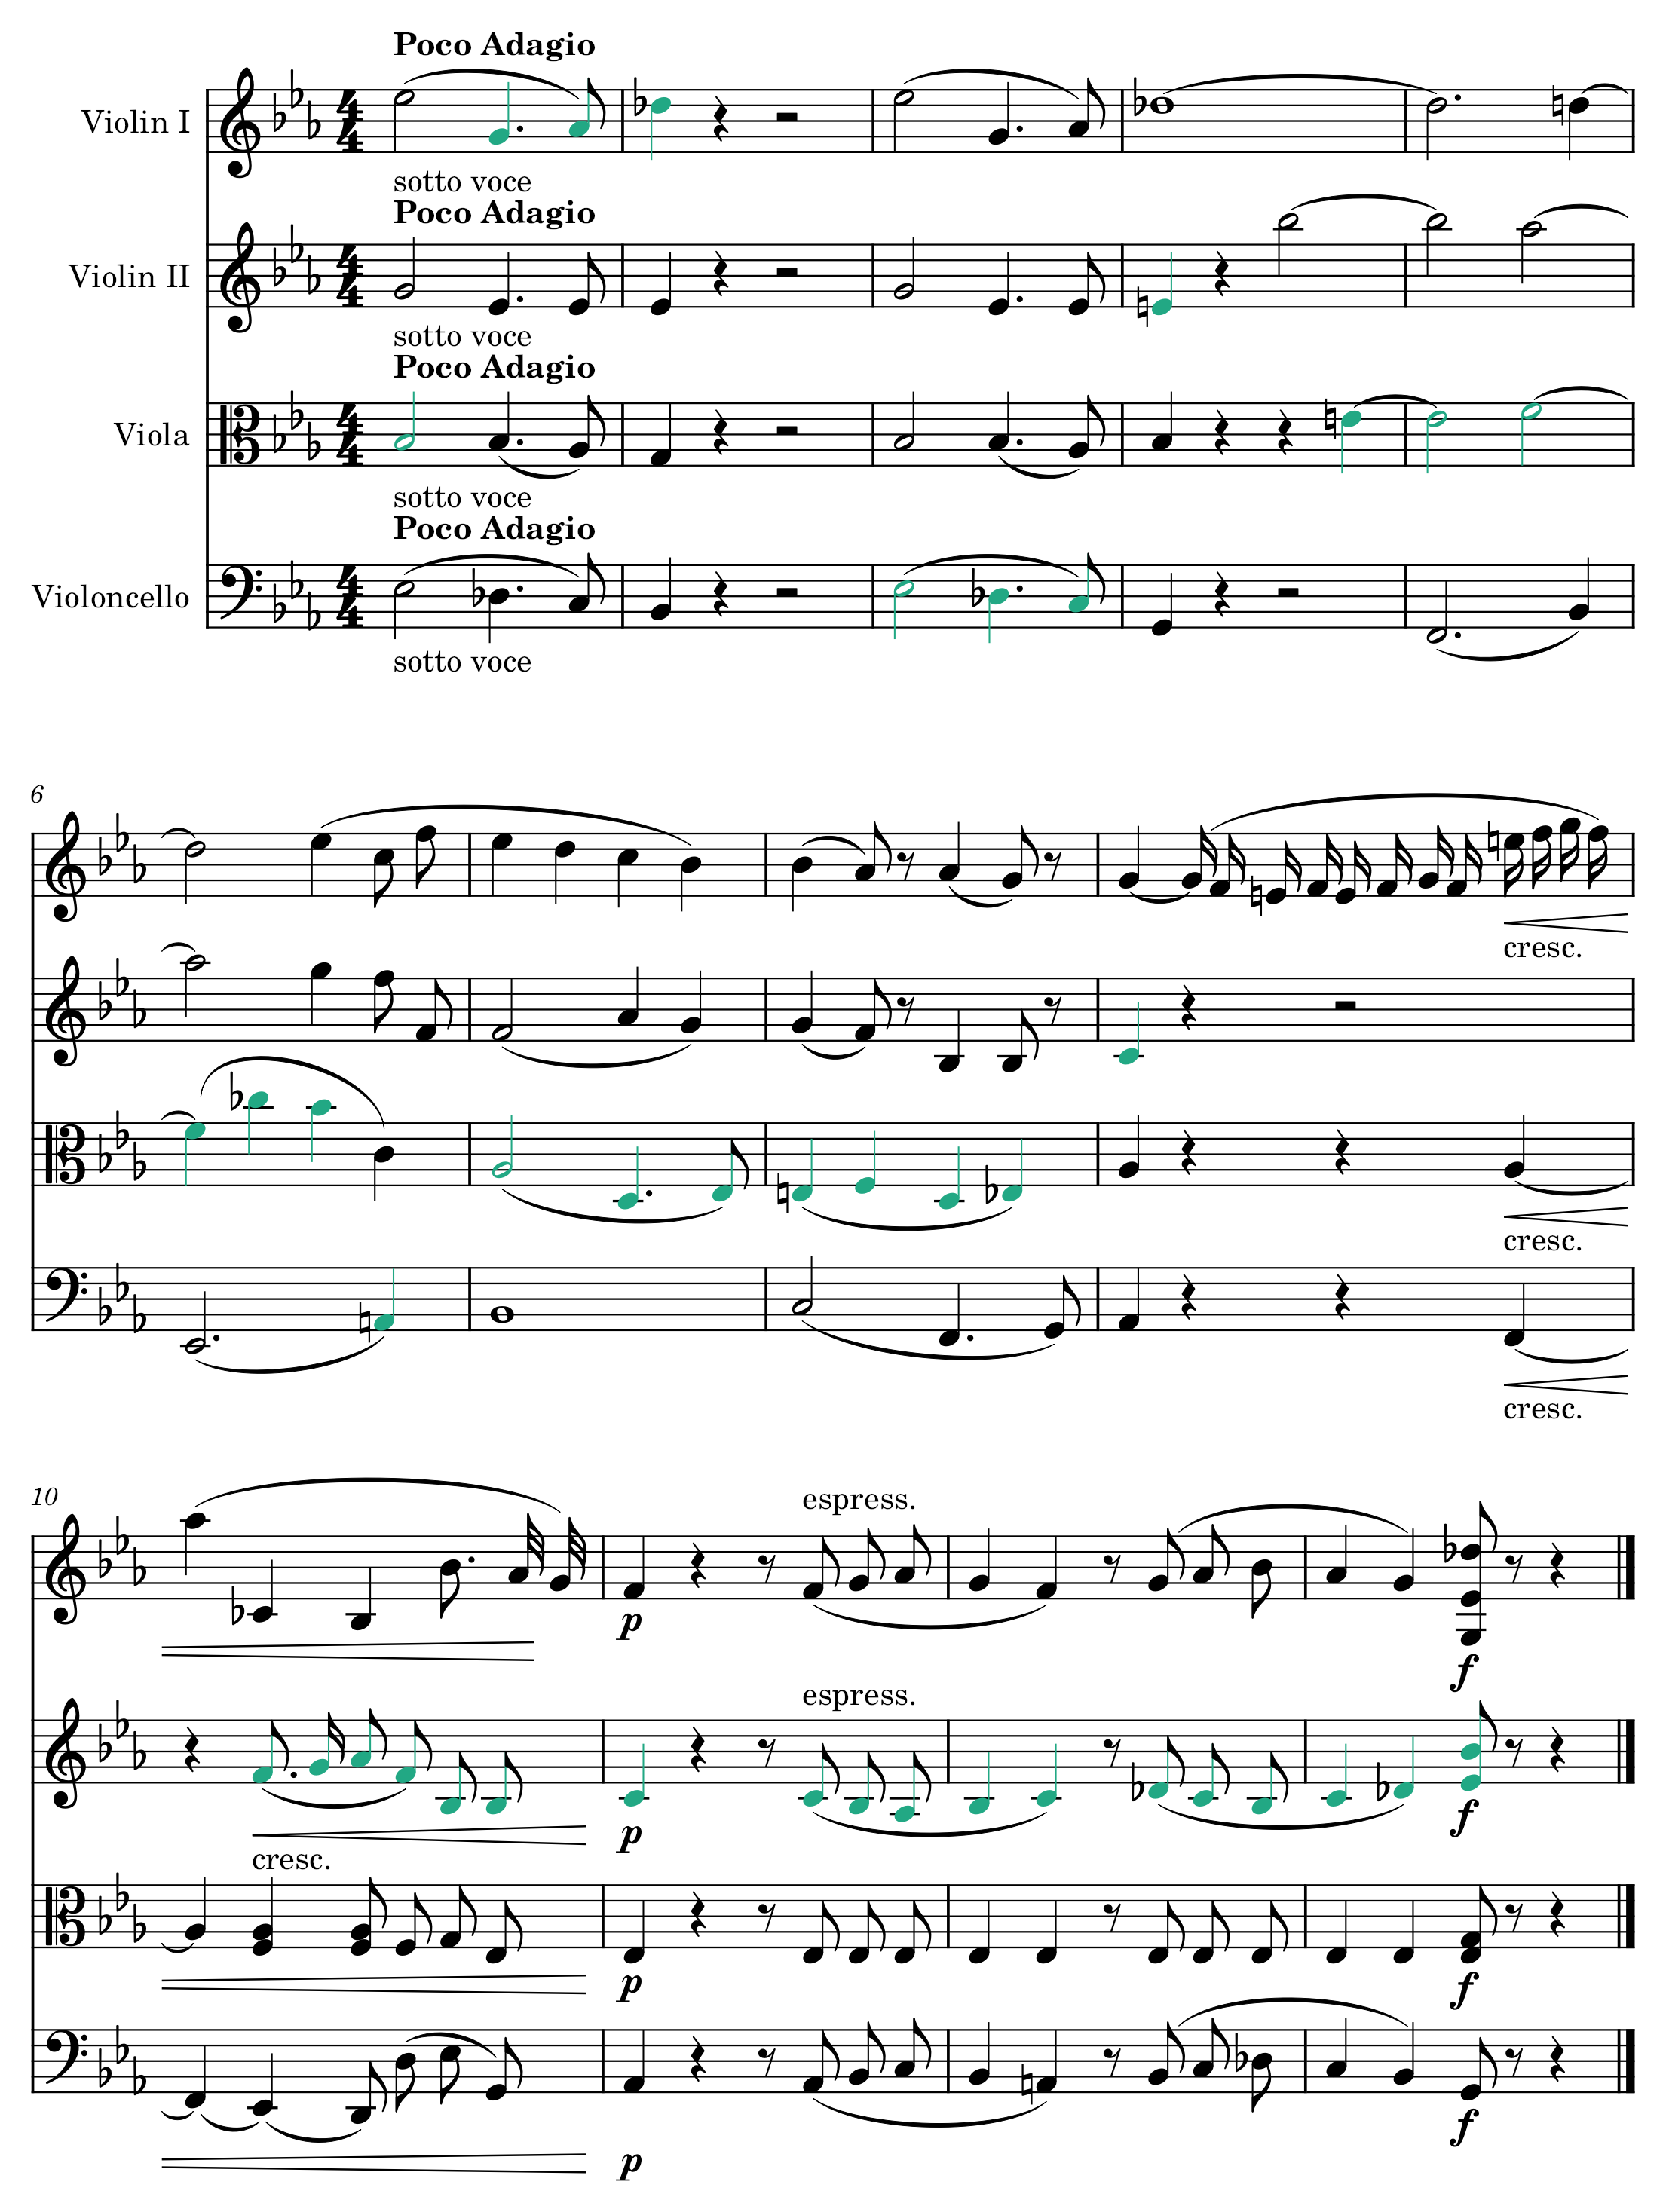 Poco Adagio
Violin I
sotto voce
Poco Adagio
Violin II
sotto voce
Poco Adagio
Viola
sotto voce
Poco Adagio
Violoncello
sotto voce
6
cresc.
cresc.
cresc.
10
espress.
p
f
espress.
cresc.
p
f
p
f
p
f